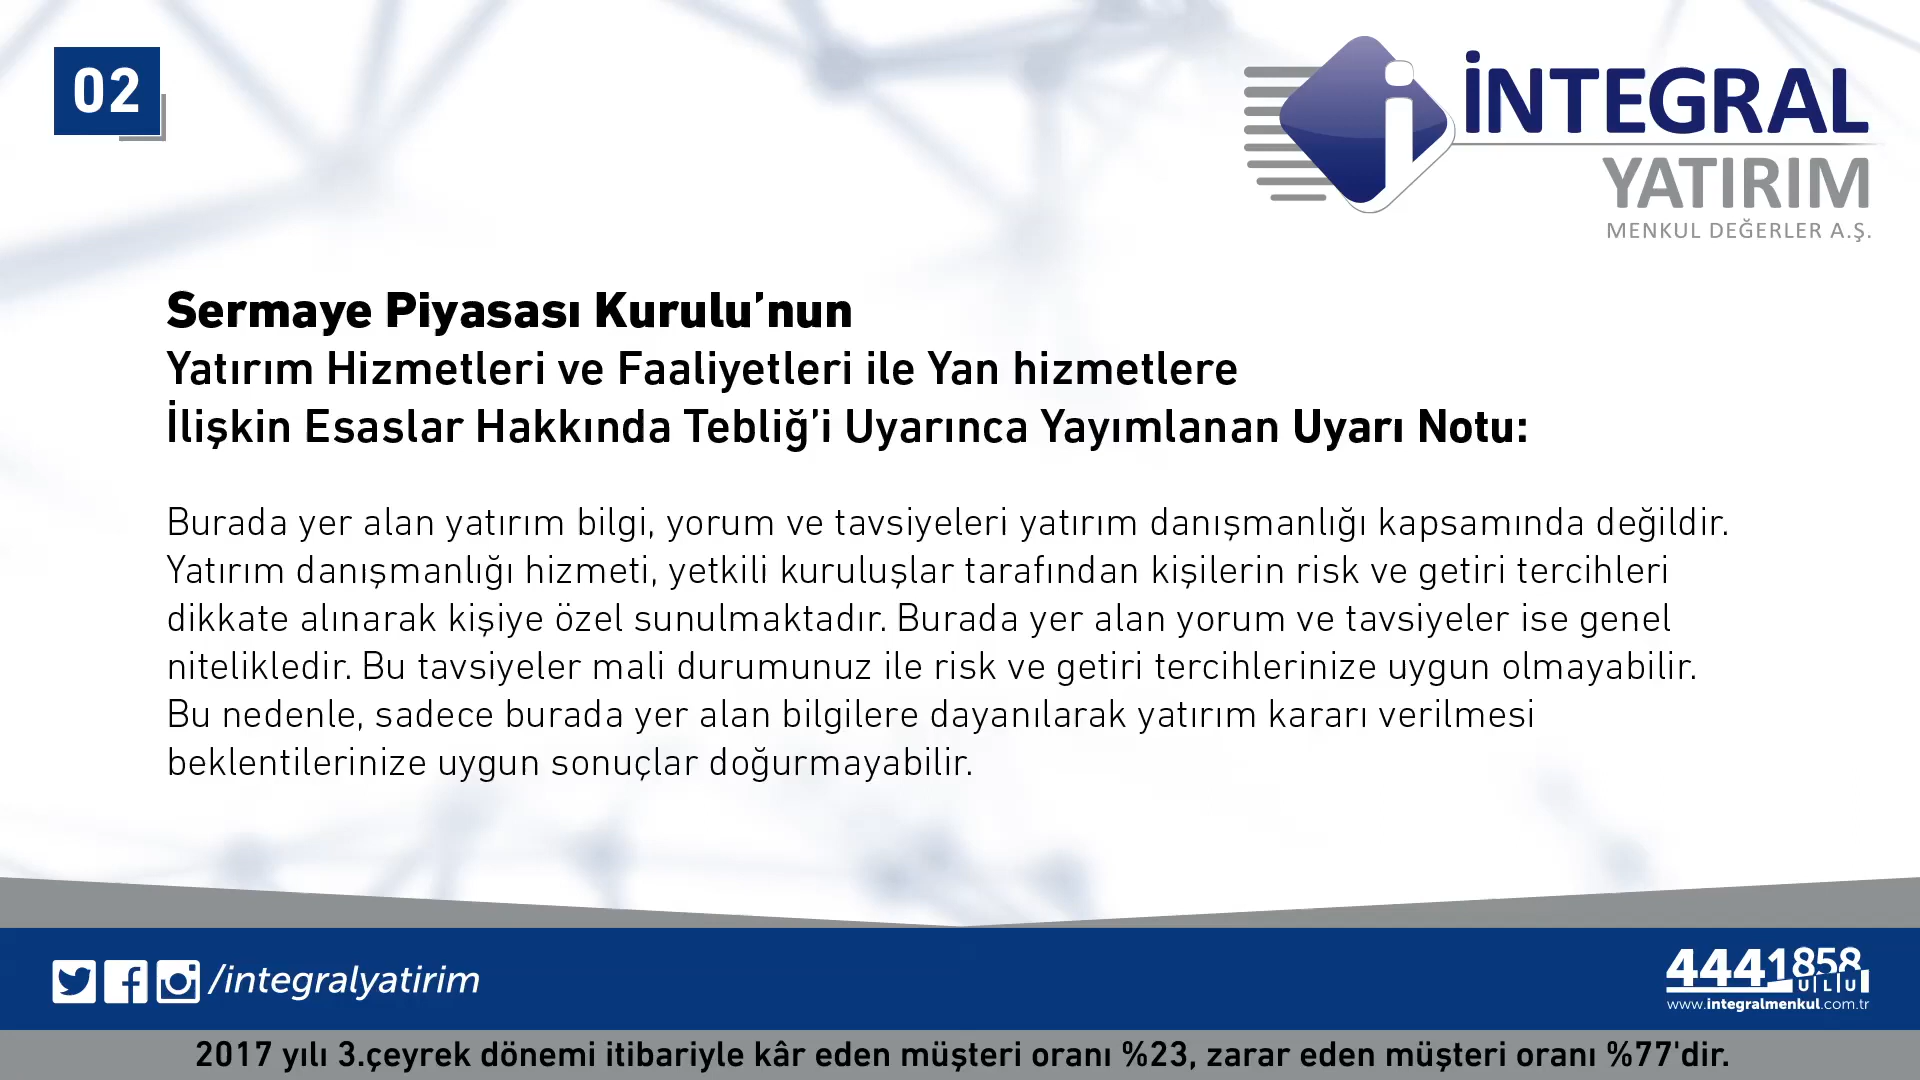 02
İNTEGRAL
YATIRIM
MENKUL DEĞERLER A.Ş.
Sermaye Piyasası Kurulu’nun
Yatırım Hizmetleri ve Faaliyetleri ile Yan hizmetlere
İlişkin Esaslar Hakkında Tebliğ’i Uyarınca Yayımlanan Uyarı Notu:
Burada yer alan yatırım bilgi, yorum ve tavsiyeleri yatırım danışmanlığı kapsamında değildir.
Yatırım danışmanlığı hizmeti, yetkili kuruluşlar tarafından kişilerin risk ve getiri tercihleri
dikkate alınarak kişiye özel sunulmaktadır. Burada yer alan yorum ve tavsiyeler ise genel
nitelikledir. Bu tavsiyeler mali durumunuz ile risk ve getiri tercihlerinize uygun olmayabilir.
Bu nedenle, sadece burada yer alan bilgilere dayanılarak yatırım kararı verilmesi
beklentilerinize uygun sonuçlar doğurmayabilir.
/integralyatirim
4441858
U L U
www.integralmenkul.com.tr
2017 yılı 3.çeyrek dönemi itibariyle kâr eden müşteri oranı %23, zarar eden müşteri oranı %77'dir.